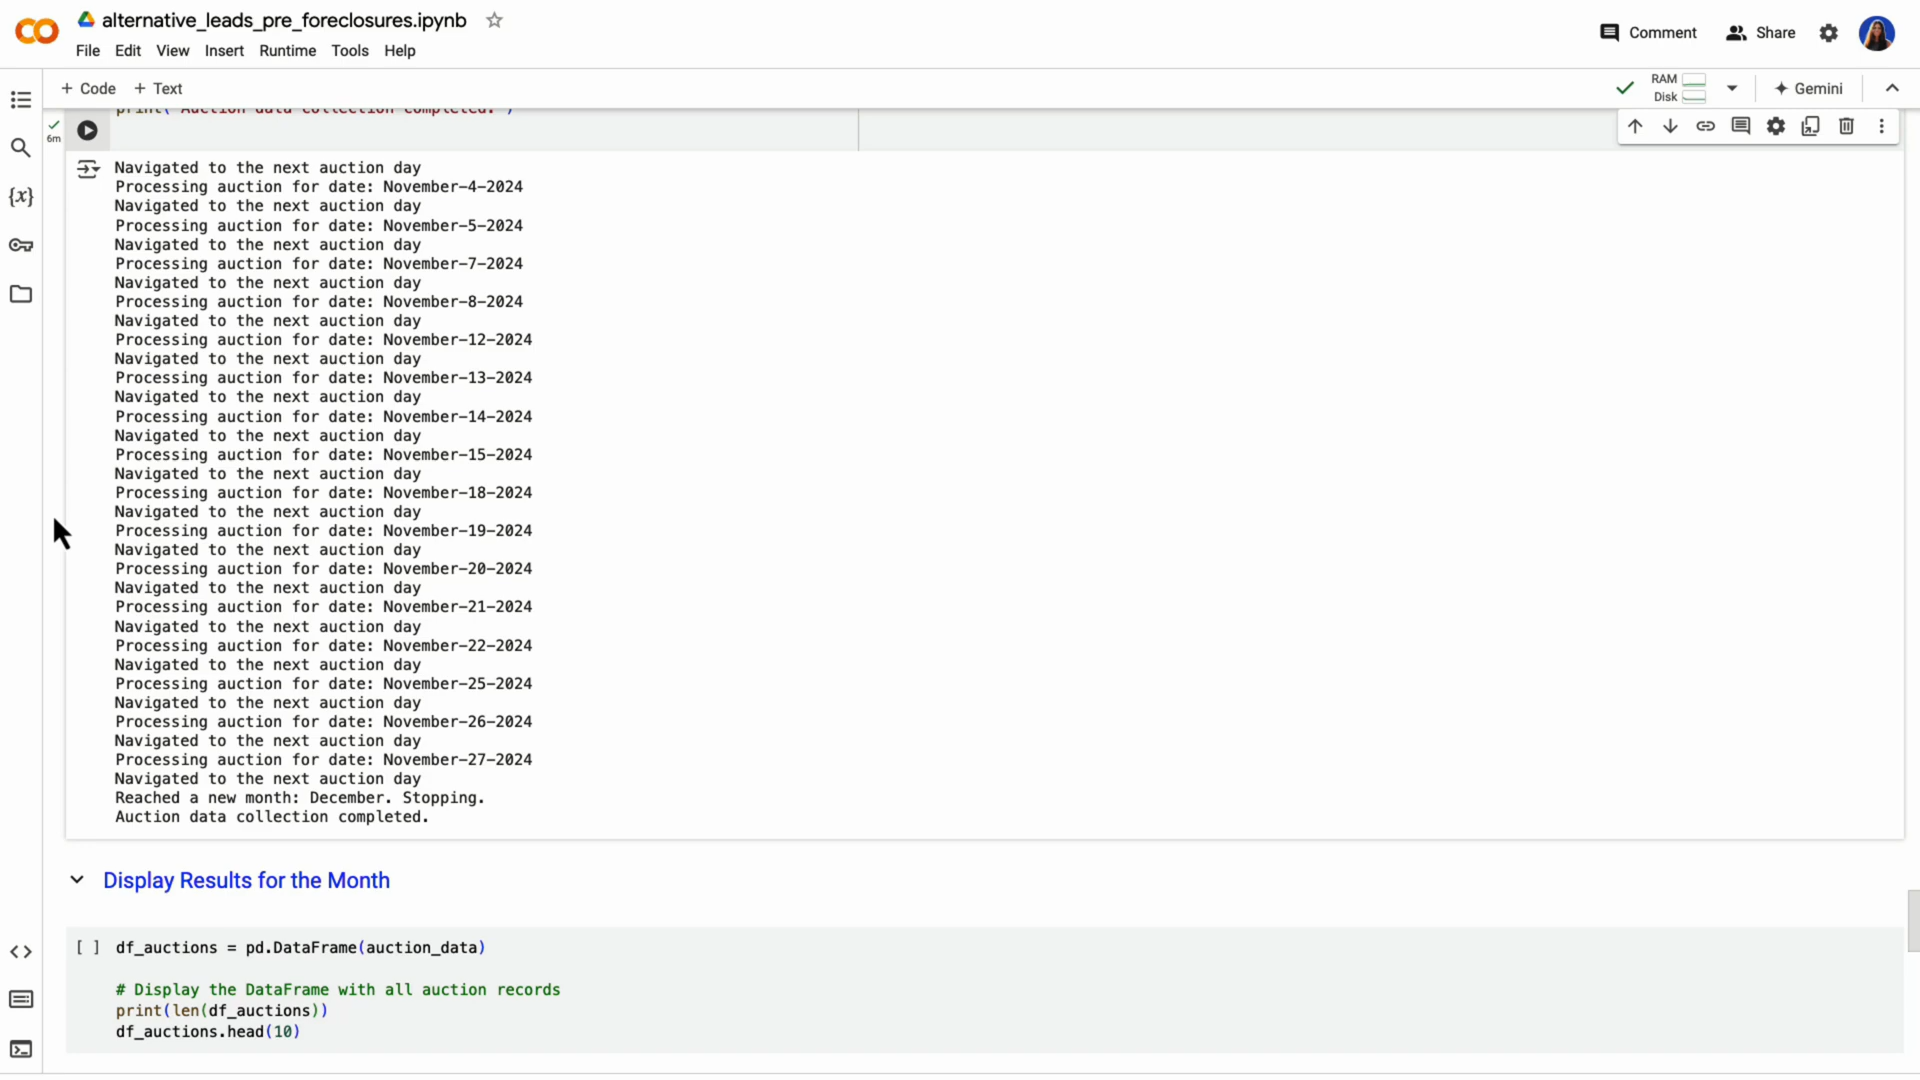 alternative_leads_pre_foreclosures.ipynb
File Edit View Insert Runtime Tools Help
Comment
Share
+ Code + Text
RAM
Disk
Gemini
print("Auction data collection completed.")
6m
Navigated to the next auction day
Processing auction for date: November-4-2024
Navigated to the next auction day
Processing auction for date: November-5-2024
Navigated to the next auction day
Processing auction for date: November-7-2024
Navigated to the next auction day
Processing auction for date: November-8-2024
Navigated to the next auction day
Processing auction for date: November-12-2024
Navigated to the next auction day
Processing auction for date: November-13-2024
Navigated to the next auction day
Processing auction for date: November-14-2024
Navigated to the next auction day
Processing auction for date: November-15-2024
Navigated to the next auction day
Processing auction for date: November-18-2024
Navigated to the next auction day
Processing auction for date: November-19-2024
Navigated to the next auction day
Processing auction for date: November-20-2024
Navigated to the next auction day
Processing auction for date: November-21-2024
Navigated to the next auction day
Processing auction for date: November-22-2024
Navigated to the next auction day
Processing auction for date: November-25-2024
Navigated to the next auction day
Processing auction for date: November-26-2024
Navigated to the next auction day
Processing auction for date: November-27-2024
Navigated to the next auction day
Reached a new month: December. Stopping.
Auction data collection completed.
Display Results for the Month
[ ] df_auctions = pd.DataFrame(auction_data)
# Display the DataFrame with all auction records
print(len(df_auctions))
df_auctions.head(10)